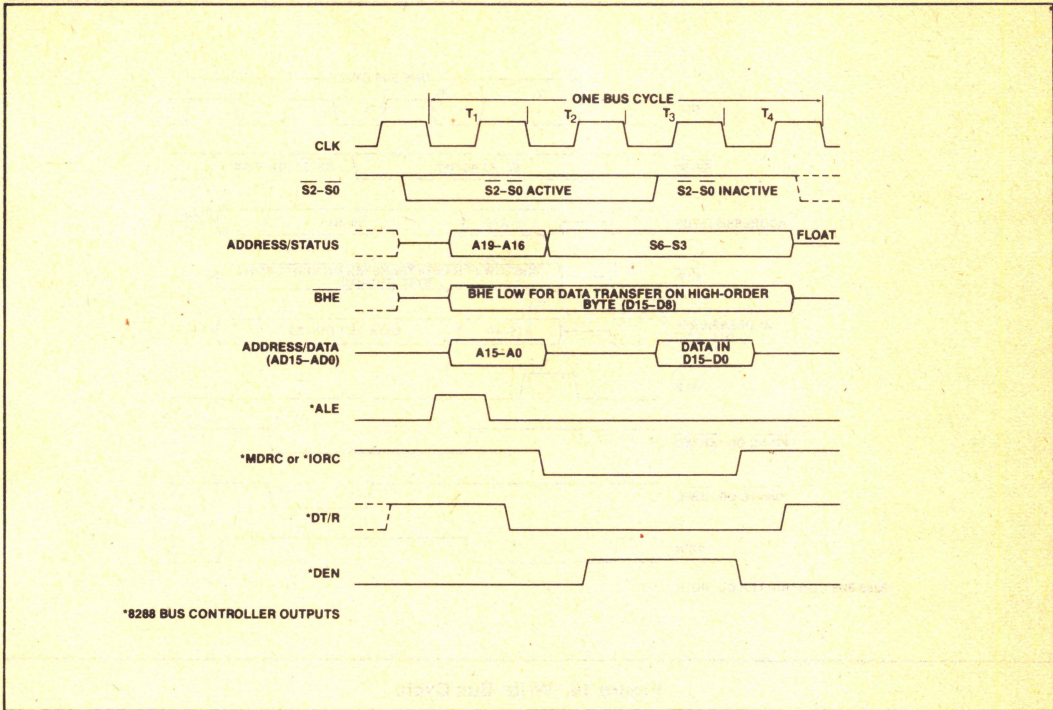 ONE BUS CYCLE
T1 T2 T3 T4
CLK
S2–S0 S2–S0 ACTIVE S2–S0 INACTIVE
ADDRESS/STATUS A19–A16 S6–S3 FLOAT
BHE BHE LOW FOR DATA TRANSFER ON HIGH-ORDER
BYTE (D15–D8)
ADDRESS/DATA
(AD15–AD0)
A15–A0
DATA IN
D15–D0
*ALE
*MDRC or *IORC
*DT/R
*DEN
*8288 BUS CONTROLLER OUTPUTS